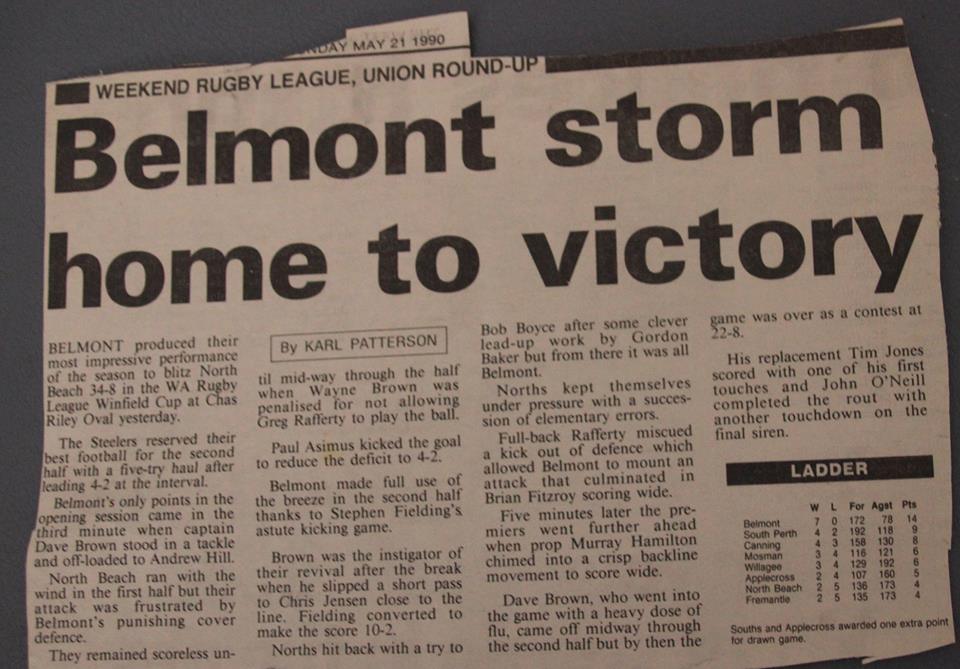 NDAY MAY 21 1990
WEEKEND RUGBY LEAGUE, UNION ROUND-UP
Belmont storm
home to victory
BELMONT produced their
most impressive performance
of the season to blitz North
Beach 34-8 in the WA Rugby
League Winfield Cup at Chas
Riley Oval yesterday.
The Steelers reserved their
best football for the second
half with a five-try haul after
leading 4-2 at the interval.
Belmont's only points in the
opening session came in the
third minute when captain
Dave Brown stood in a tackle
and off-loaded to Andrew Hill.
North Beach ran with the
wind in the first half but their
attack was frustrated by
Belmont's punishing cover
defence.
They remained scoreless un-
By KARL PATTERSON
til mid-way through the half
when Wayne Brown was
penalised for not allowing
Greg Rafferty to play the ball.
Paul Asimus kicked the goal
to reduce the deficit to 4-2.
Belmont made full use of
the breeze in the second half
thanks to Stephen Fielding's
astute kicking game.
Brown was the instigator of
their revival after the break
when he slipped a short pass
to Chris Jensen close to the
line. Fielding converted to
make the score 10-2.
Norths hit back with a try to
Bob Boyce after some clever
lead-up work by Gordon
Baker but from there it was all
Belmont.
Norths kept themselves
under pressure with a succes-
sion of elementary errors.
Full-back Rafferty miscued
a kick out of defence which
allowed Belmont to mount an
attack that culminated in
Brian Fitzroy scoring wide.
Five minutes later the pre-
miers went further ahead
when prop Murray Hamilton
chimed into a crisp backline
movement to score wide.
Dave Brown, who went into
the game with a heavy dose of
flu, came off midway through
the second half but by then the
game was over as a contest at
22-8.
His replacement Tim Jones
scored with one of his first
touches and John O'Neill
completed the rout with
another touchdown on the
final siren.
LADDER
W L For Agst Pts
Belmont 7 0 172 78 14
South Perth 4 2 192 118 9
Canning 4 3 158 130 8
Mosman 3 4 116 121 6
Willagee 3 4 129 192 6
Applecross 2 4 107 160 5
North Beach 2 5 136 173 4
Fremantle 2 5 135 173 4
Souths and Applecross awarded one extra point
for drawn game.